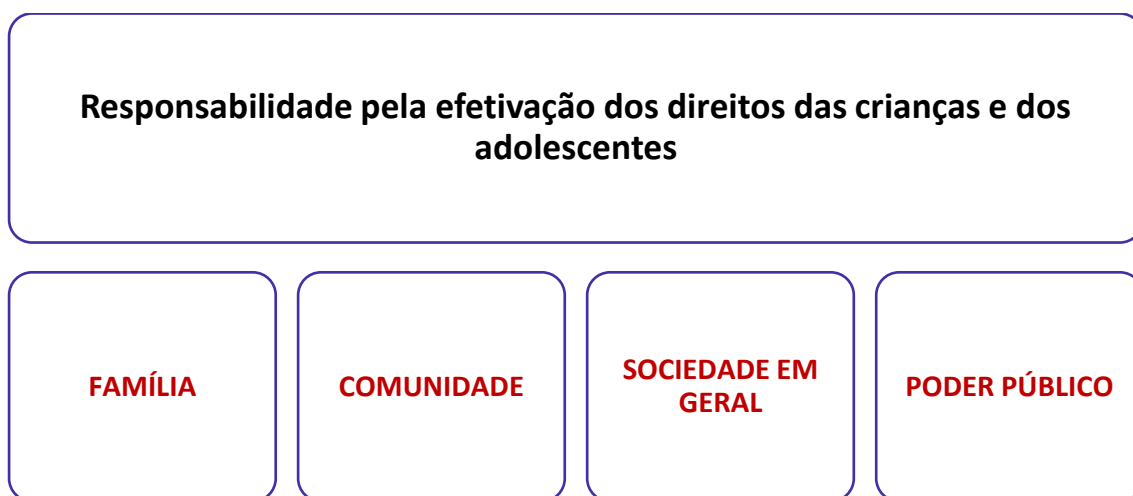 Responsabilidade pela efetivação dos direitos das crianças e dos
adolescentes
FAMÍLIA
COMUNIDADE
SOCIEDADE EM
GERAL
PODER PÚBLICO